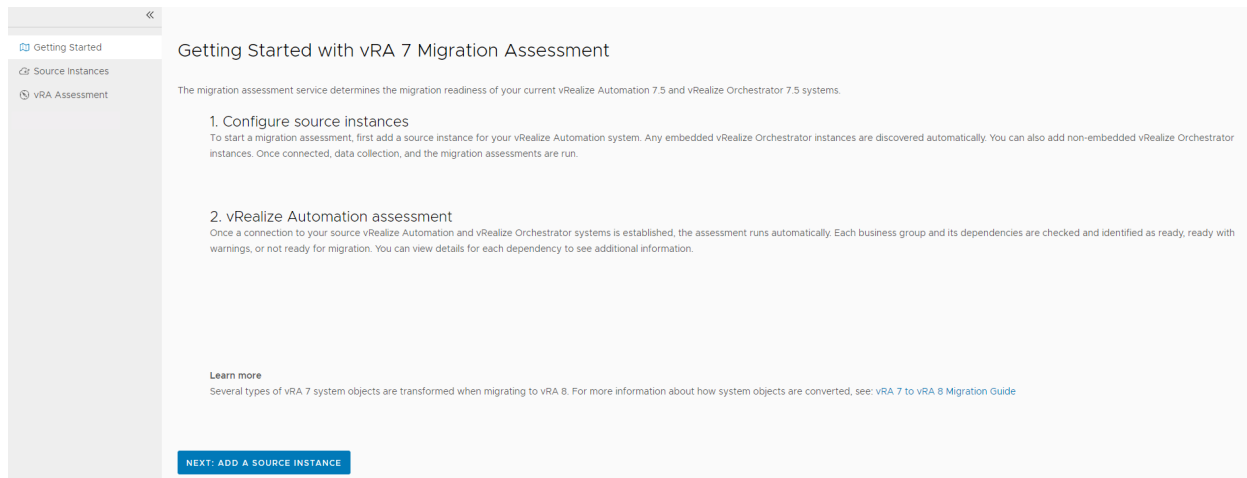 «
Getting Started
Source Instances
vRA Assessment
Getting Started with vRA 7 Migration Assessment
The migration assessment service determines the migration readiness of your current vRealize Automation 7.5 and vRealize Orchestrator 7.5 systems.
1. Configure source instances
To start a migration assessment, first add a source instance for your vRealize Automation system. Any embedded vRealize Orchestrator instances are discovered automatically. You can also add non-embedded vRealize Orchestrator
instances. Once connected, data collection, and the migration assessments are run.
2. vRealize Automation assessment
Once a connection to your source vRealize Automation and vRealize Orchestrator systems is established, the assessment runs automatically. Each business group and its dependencies are checked and identified as ready, ready with
warnings, or not ready for migration. You can view details for each dependency to see additional information.
Learn more
Several types of vRA 7 system objects are transformed when migrating to vRA 8. For more information about how system objects are converted, see: vRA 7 to vRA 8 Migration Guide
NEXT: ADD A SOURCE INSTANCE